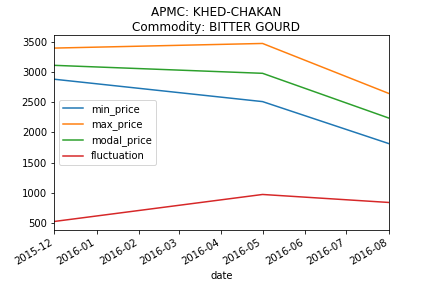 APMC: KHED-CHAKAN
Commodity: BITTER GOURD
3500
3000
2500
2000
1500
1000
500
min_price
max_price
modal_price
fluctuation
2015-12
2016-01
2016-02
2016-03
2016-04
2016-05
2016-06
2016-07
2016-08
date